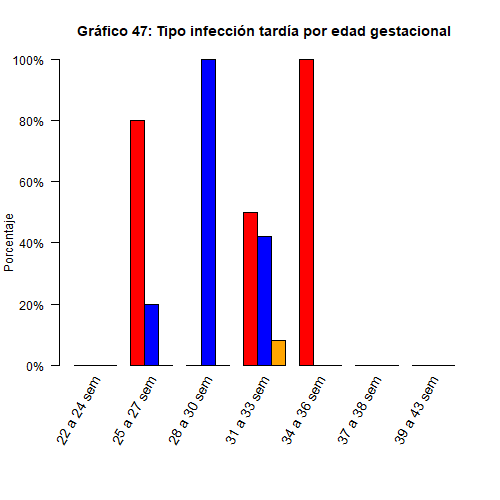 Gráfico 47: Tipo infección tardía por edad gestacional
100%
80%
60%
40%
20%
0%
Porcentaje
22 a 24 sem
25 a 27 sem
28 a 30 sem
31 a 33 sem
34 a 36 sem
37 a 38 sem
39 a 43 sem